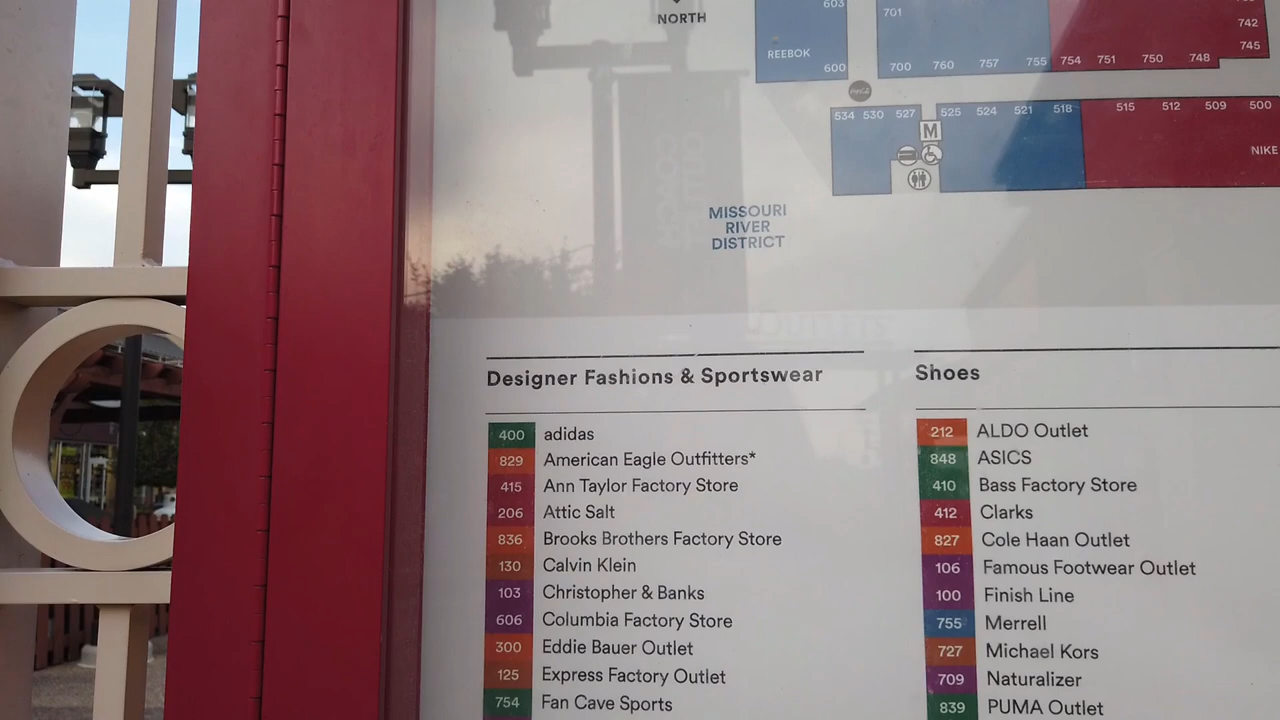 NORTH
603
REEBOK
600
701
700 760 757 755 754 751 750 748
742
745
534 530 527 525 524 521 518 515 512 509 500
M
NIKE
MISSOURI
RIVER
DISTRICT
Designer Fashions & Sportswear
400 adidas
829 American Eagle Outfitters*
415 Ann Taylor Factory Store
206 Attic Salt
836 Brooks Brothers Factory Store
130 Calvin Klein
103 Christopher & Banks
606 Columbia Factory Store
300 Eddie Bauer Outlet
125 Express Factory Outlet
754 Fan Cave Sports
Shoes
212 ALDO Outlet
848 ASICS
410 Bass Factory Store
412 Clarks
827 Cole Haan Outlet
106 Famous Footwear Outlet
100 Finish Line
755 Merrell
727 Michael Kors
709 Naturalizer
839 PUMA Outlet